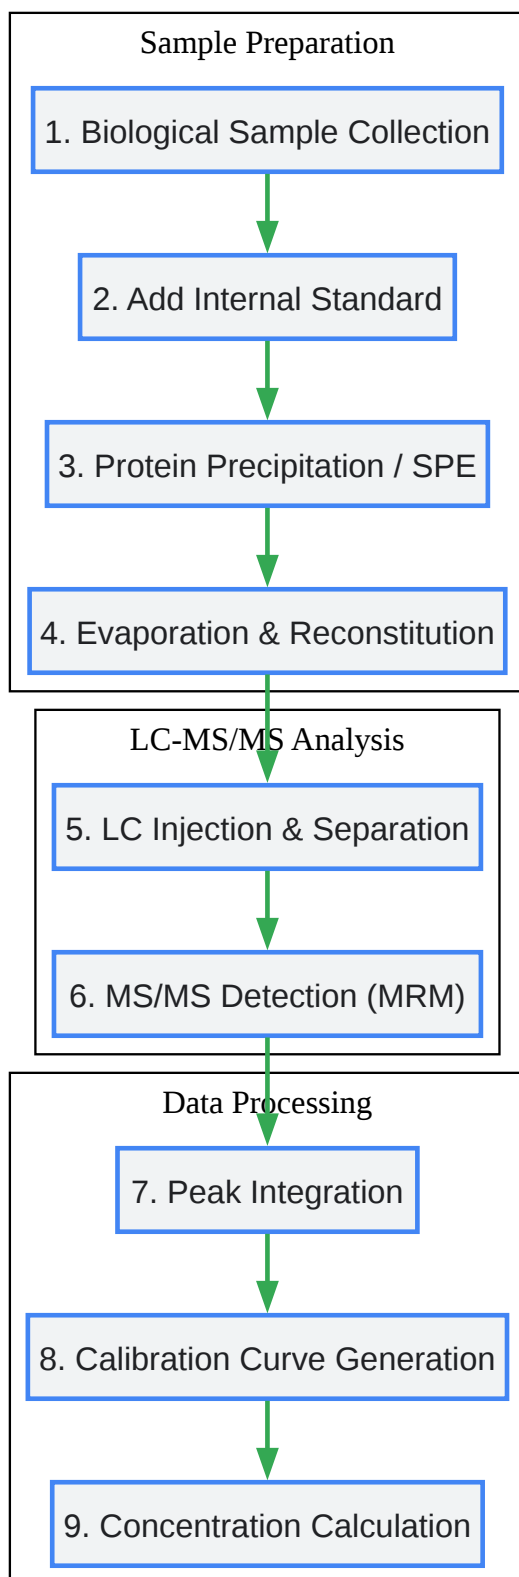 Sample Preparation
1. Biological Sample Collection
2. Add Internal Standard
3. Protein Precipitation / SPE
4. Evaporation & Reconstitution
LC-MS/MS Analysis
5. LC Injection & Separation
6. MS/MS Detection (MRM)
Data Processing
7. Peak Integration
8. Calibration Curve Generation
9. Concentration Calculation